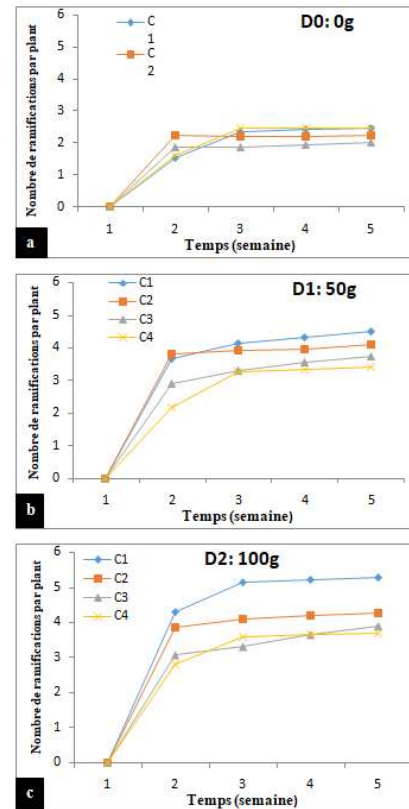 D0: 0g
C
1
C
2
Nombre de ramifications par plant
6
5
4
3
2
1
0
1 2 3 4 5
Temps (semaine)
a
D1: 50g
C1
C2
C3
C4
Nombre de ramifications par plant
6
5
4
3
2
1
0
1 2 3 4 5
Temps (semaine)
b
D2: 100g
C1
C2
C3
C4
Nombre de ramifications par plant
6
5
4
3
2
1
0
1 2 3 4 5
Temps (semaine)
c